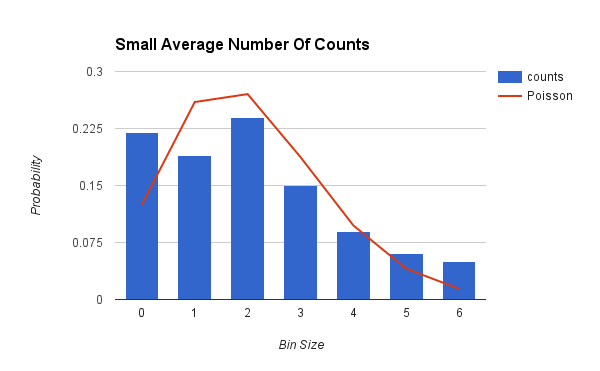 Small Average Number Of Counts
0.3
0.225
0.15
0.075
0
Probability
0 1 2 3 4 5 6
Bin Size
counts
Poisson